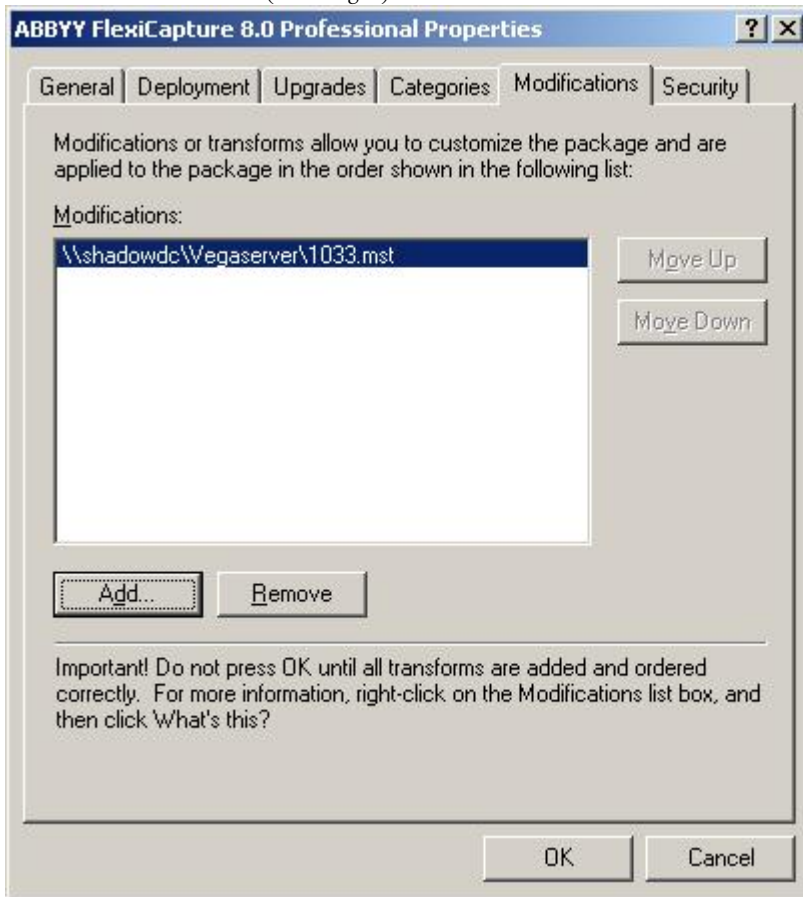 ABBYY FlexiCapture 8.0 Professional Properties
General Deployment Upgrades Categories Modifications Security
Modifications or transforms allow you to customize the package and are
applied to the package in the order shown in the following list:
Modifications:
\\shadowdc\Vegaserver\1033.mst
Move Up
Move Down
Add... Remove
Important! Do not press OK until all transforms are added and ordered
correctly. For more information, right-click on the Modifications list box, and
then click What's this?
OK Cancel